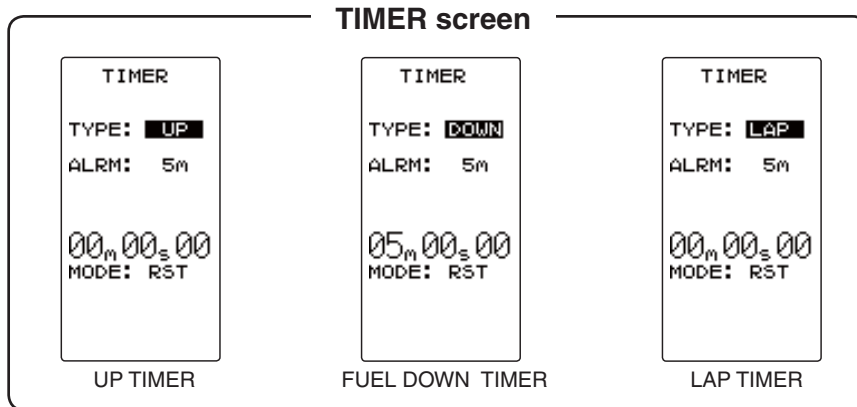 TIMER screen
TIMER
TYPE: UP
ALRM: 5m
00m00s00
MODE: RST
UP TIMER
TIMER
TYPE: DOWN
ALRM: 5m
05m00s00
MODE: RST
FUEL DOWN TIMER
TIMER
TYPE: LAP
ALRM: 5m
00m00s00
MODE: RST
LAP TIMER